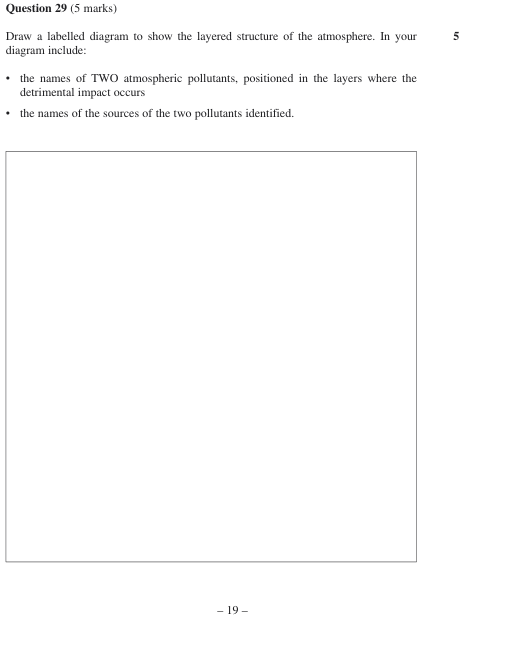 Question 29 (5 marks)
Draw a labelled diagram to show the layered structure of the atmosphere. In your 5
diagram include:
• the names of TWO atmospheric pollutants, positioned in the layers where the
detrimental impact occurs
• the names of the sources of the two pollutants identified.
– 19 –